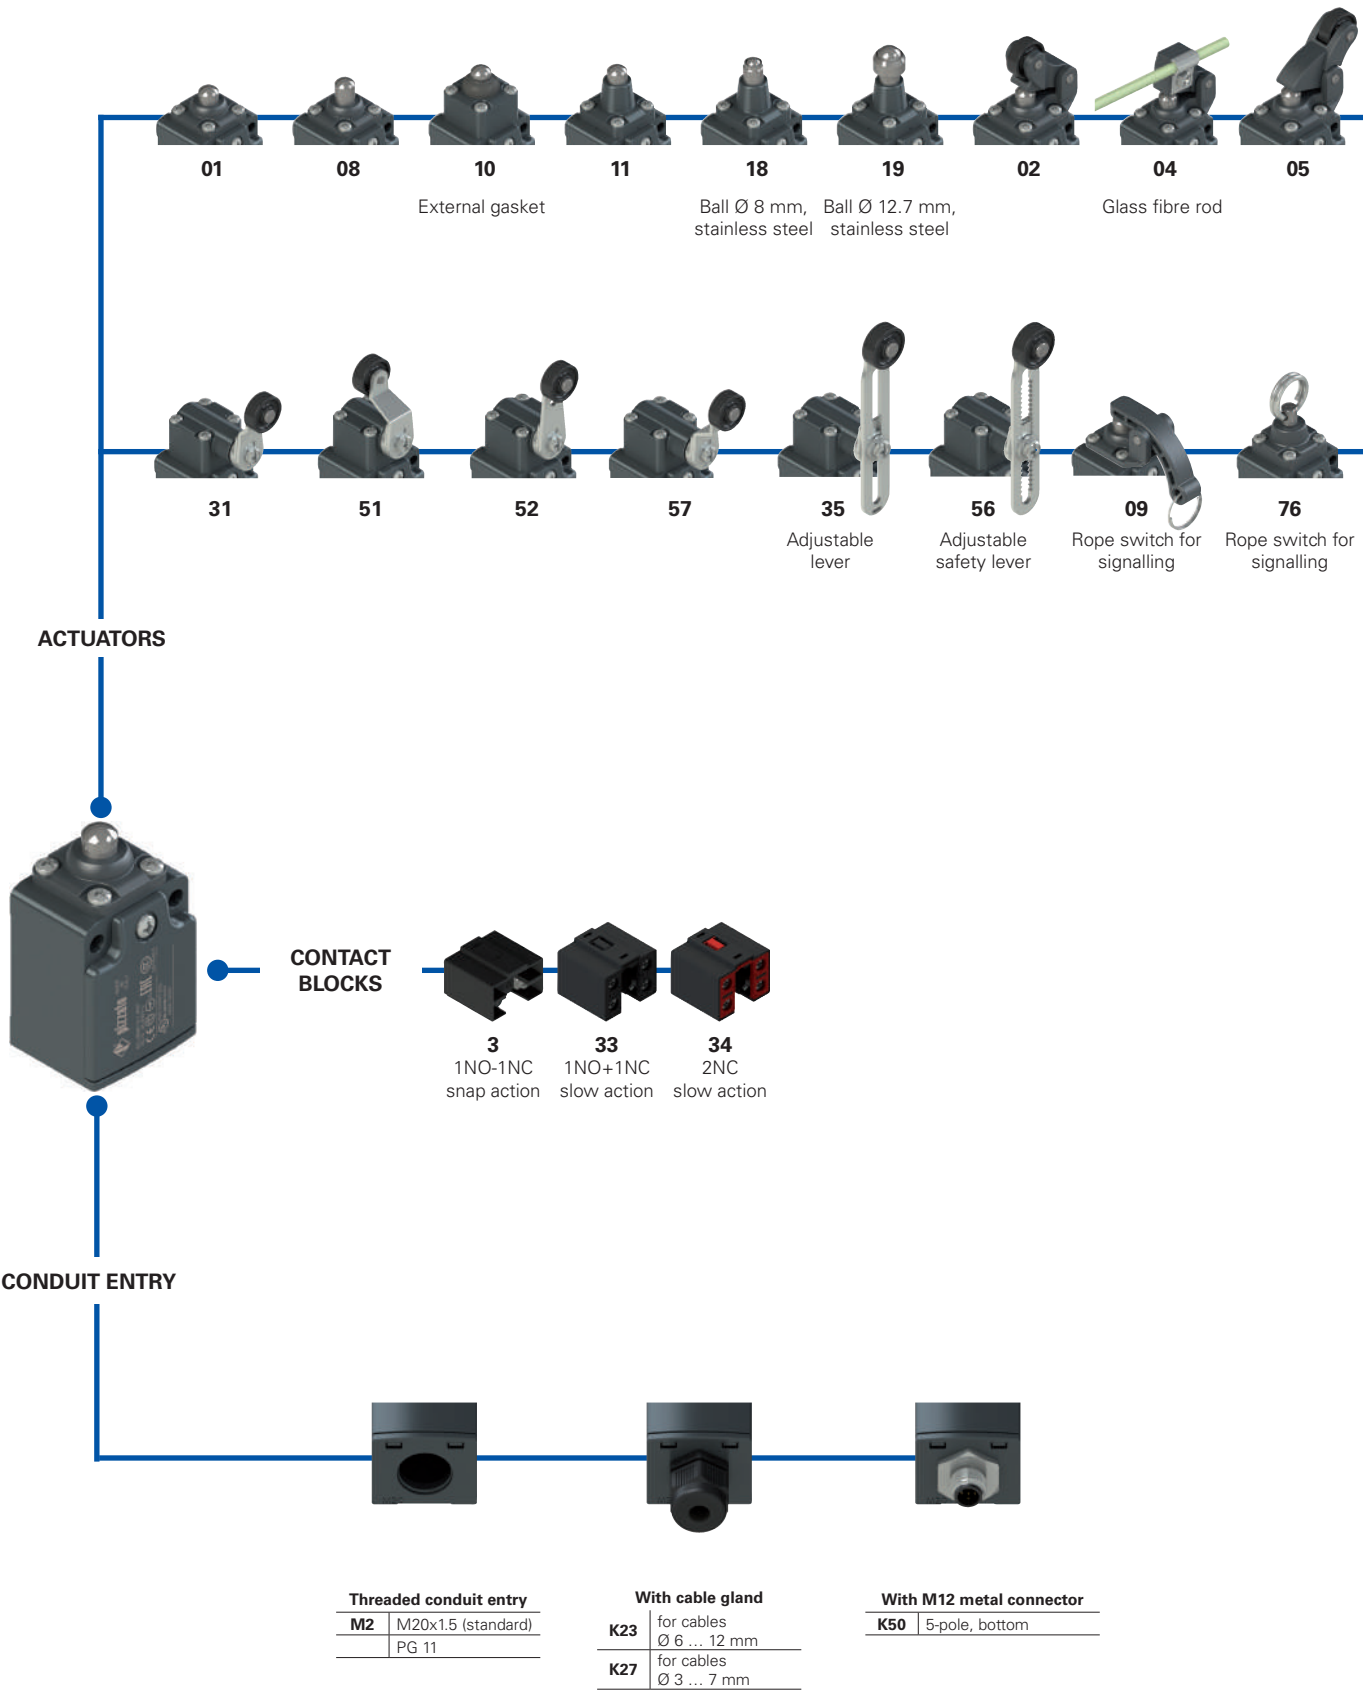 01 08 10 11 18 19 02 04 05
External gasket Ball Ø 8 mm, Ball Ø 12.7 mm, Glass fibre rod
stainless steel stainless steel
31 51 52 57 35 56 09 76
Adjustable Adjustable Rope switch for Rope switch for
lever safety lever signalling signalling
ACTUATORS
pizzato
CONTACT
BLOCKS
3 33 34
1NO-1NC 1NO+1NC 2NC
snap action slow action slow action
CONDUIT ENTRY
Threaded conduit entry
M2 M20x1.5 (standard)
PG 11
With cable gland
K23 for cables
Ø 6 … 12 mm
K27 for cables
Ø 3 … 7 mm
With M12 metal connector
K50 5-pole, bottom